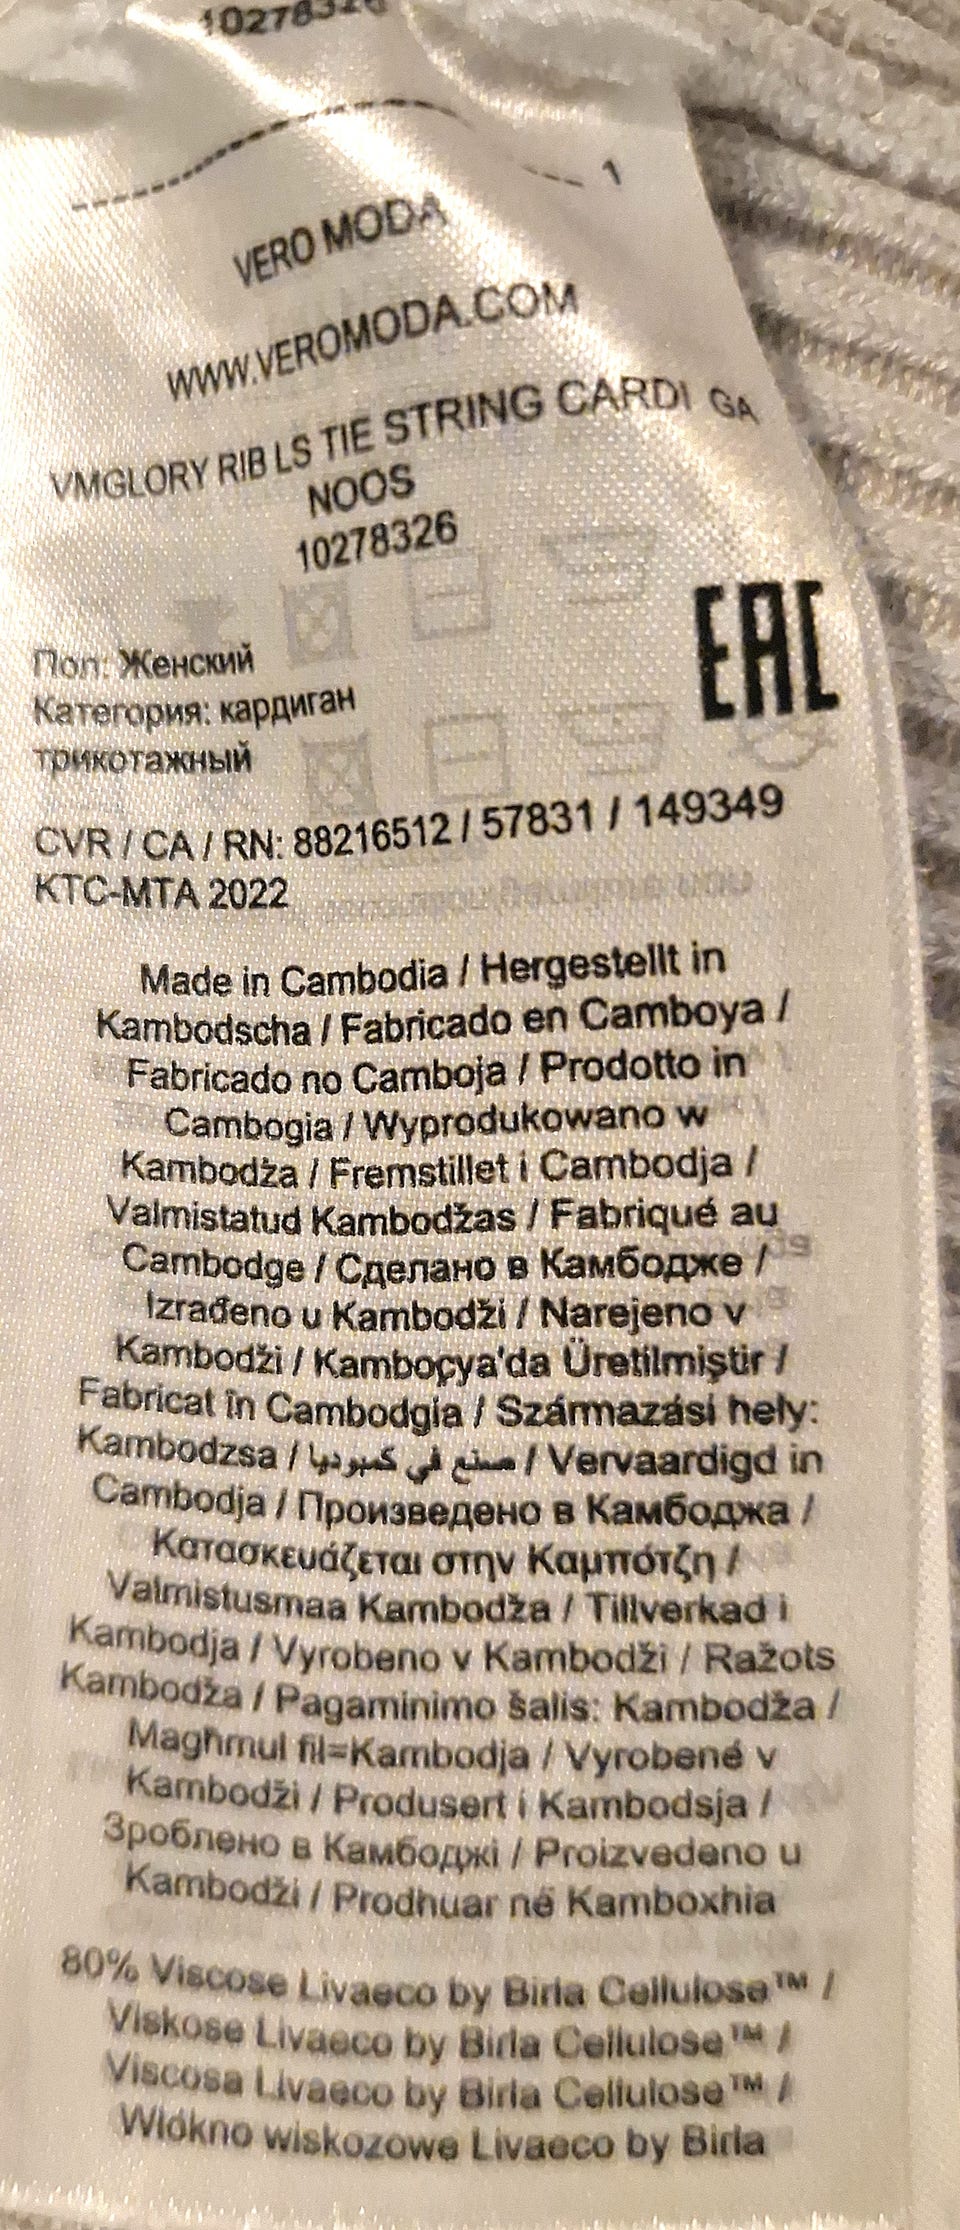 10278326
1
VERO MODA
WWW.VEROMODA.COM
VMGLORY RIB LS TIE STRING CARDI GA
NOOS
10278326
EAC
Пол: Женский
Категория: кардиган
трикотажный
CVR / CA / RN: 88216512 / 57831 / 149349
KTC-MTA 2022
Made in Cambodia / Hergestellt in
Kambodscha / Fabricado en Camboya /
Fabricado no Camboja / Prodotto in
Cambogia / Wyprodukowano w
Kambodża / Fremstillet i Cambodja /
Valmistatud Kambodžas / Fabriqué au
Cambodge / Сделано в Камбодже /
Izrađeno u Kambodži / Narejeno v
Kambodži / Kamboçya'da Üretilmiştir /
Fabricat în Cambodgia / Származási hely:
Kambodzsa / صنع في كمبوديا / Vervaardigd in
Cambodja / Произведено в Камбоджа /
Κατασκευάζεται στην Καμπότζη /
Valmistusmaa Kambodža / Tillverkad i
Kambodja / Vyrobeno v Kambodži / Ražots
Kambodža / Pagaminimo šalis: Kambodža /
Magħmul fil=Kambodja / Vyrobené v
Kambodži / Produsert i Kambodsja /
Зроблено в Камбоджі / Proizvedeno u
Kambodži / Prodhuar në Kamboxhia
80% Viscose Livaeco by Birla Cellulose™ /
Viskose Livaeco by Birla Cellulose™ /
Viscosa Livaeco by Birla Cellulose™ /
Włókno wiskozowe Livaeco by Birla